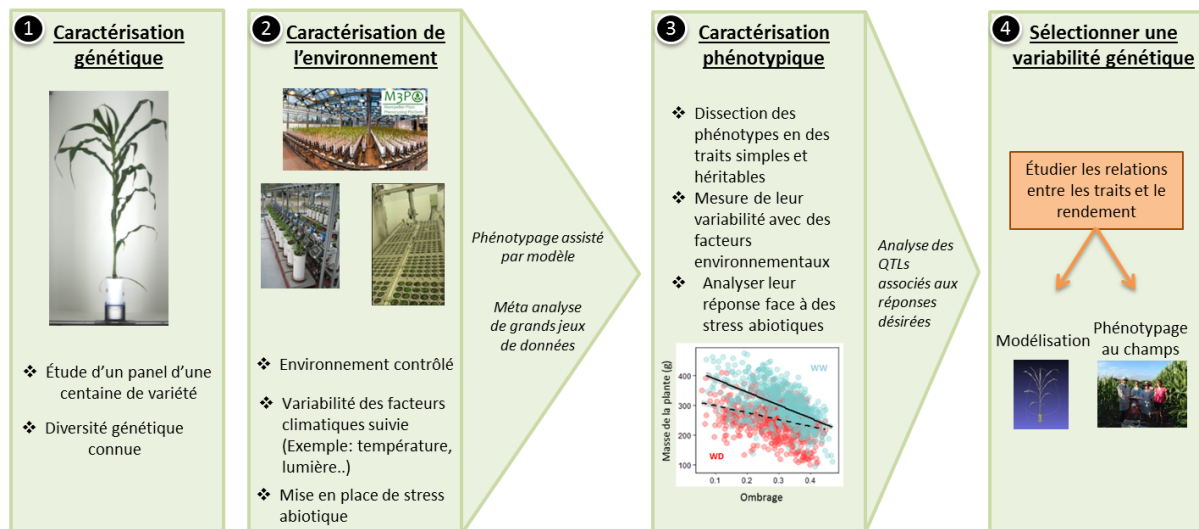 1
Caractérisation
génétique
❖ Étude d'un panel d'une
centaine de variété
❖ Diversité génétique
connue
2
Caractérisation de
l'environnement
M3P
Montpellier Plant
Phenotyping Platforms
❖ Environnement contrôlé
❖ Variabilité des facteurs
climatiques suivie
(Exemple: température,
lumière..)
❖ Mise en place de stress
abiotique
Phénotypage assisté
par modèle
Méta analyse
de grands jeux
de données
3
Caractérisation
phénotypique
❖ Dissection des
phénotypes en des
traits simples et
héritables
❖ Mesure de leur
variabilité avec des
facteurs
environnementaux
❖ Analyser leur
réponse face à des
stress abiotiques
Masse de la plante (g)
400
300
200
100
WW
WD
0.1 0.2 0.3 0.4
Ombrage
Analyse des
QTLs
associés aux
réponses
désirées
4
Sélectionner une
variabilité génétique
Étudier les relations
entre les traits et le
rendement
Modélisation
Phénotypage
au champs